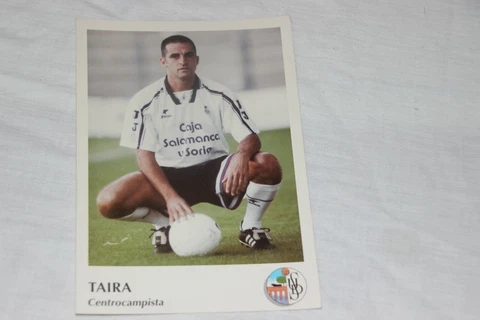 Caja
Salamanca
y Soria
TAIRA
Centrocampista